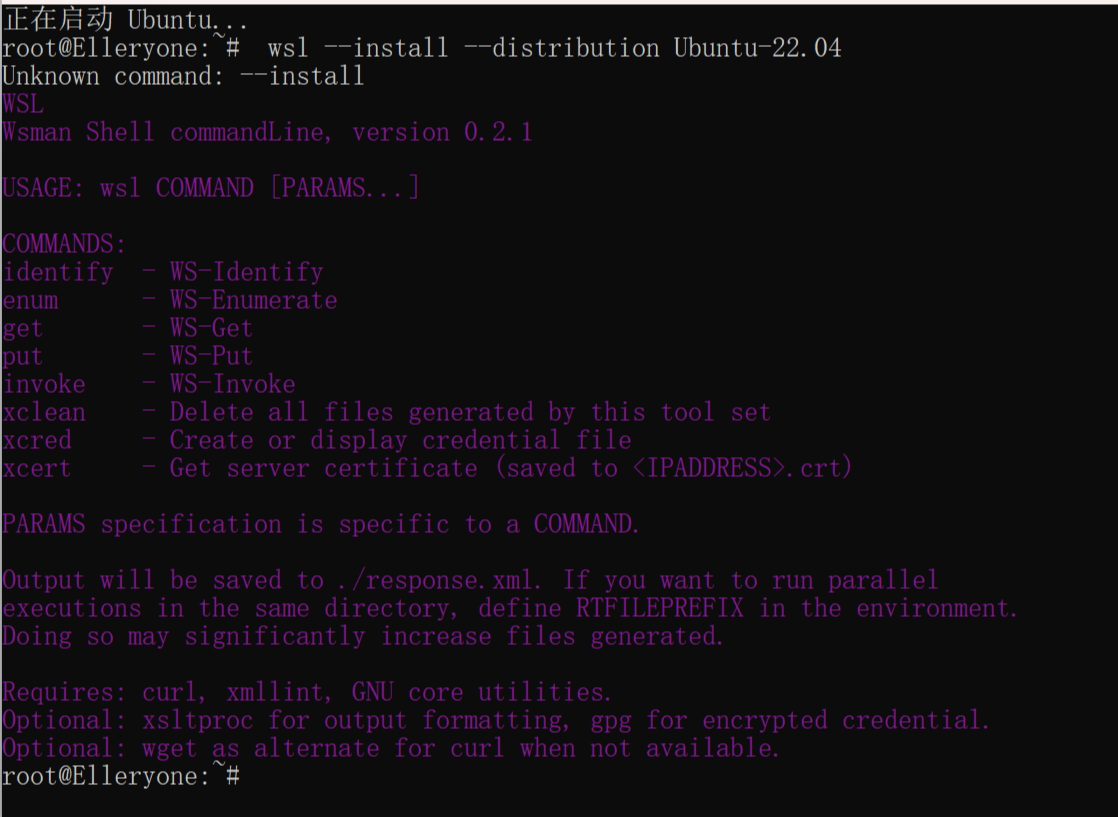 正在启动 Ubuntu...
root@Elleryone:~#  wsl --install --distribution Ubuntu-22.04
Unknown command: --install
WSL
Wsman Shell commandLine, version 0.2.1
USAGE: wsl COMMAND [PARAMS...]
COMMANDS:
identify  - WS-Identify
enum      - WS-Enumerate
get       - WS-Get
put       - WS-Put
invoke    - WS-Invoke
xclean    - Delete all files generated by this tool set
xcred     - Create or display credential file
xcert     - Get server certificate (saved to <IPADDRESS>.crt)
PARAMS specification is specific to a COMMAND.
Output will be saved to ./response.xml. If you want to run parallel
executions in the same directory, define RTFILEPREFIX in the environment.
Doing so may significantly increase files generated.
Requires: curl, xmllint, GNU core utilities.
Optional: xsltproc for output formatting, gpg for encrypted credential.
Optional: wget as alternate for curl when not available.
root@Elleryone:~#